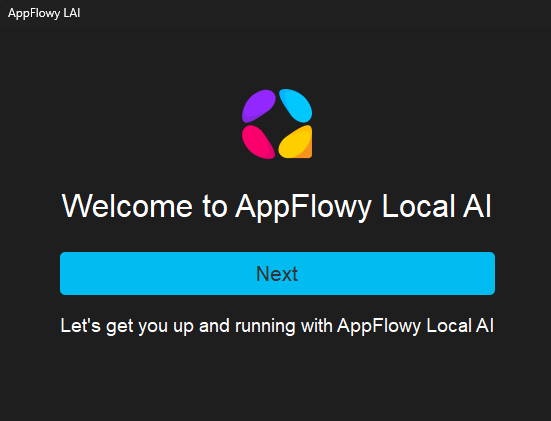 AppFlowy LAI
Welcome to AppFlowy Local AI
Next
Let's get you up and running with AppFlowy Local AI